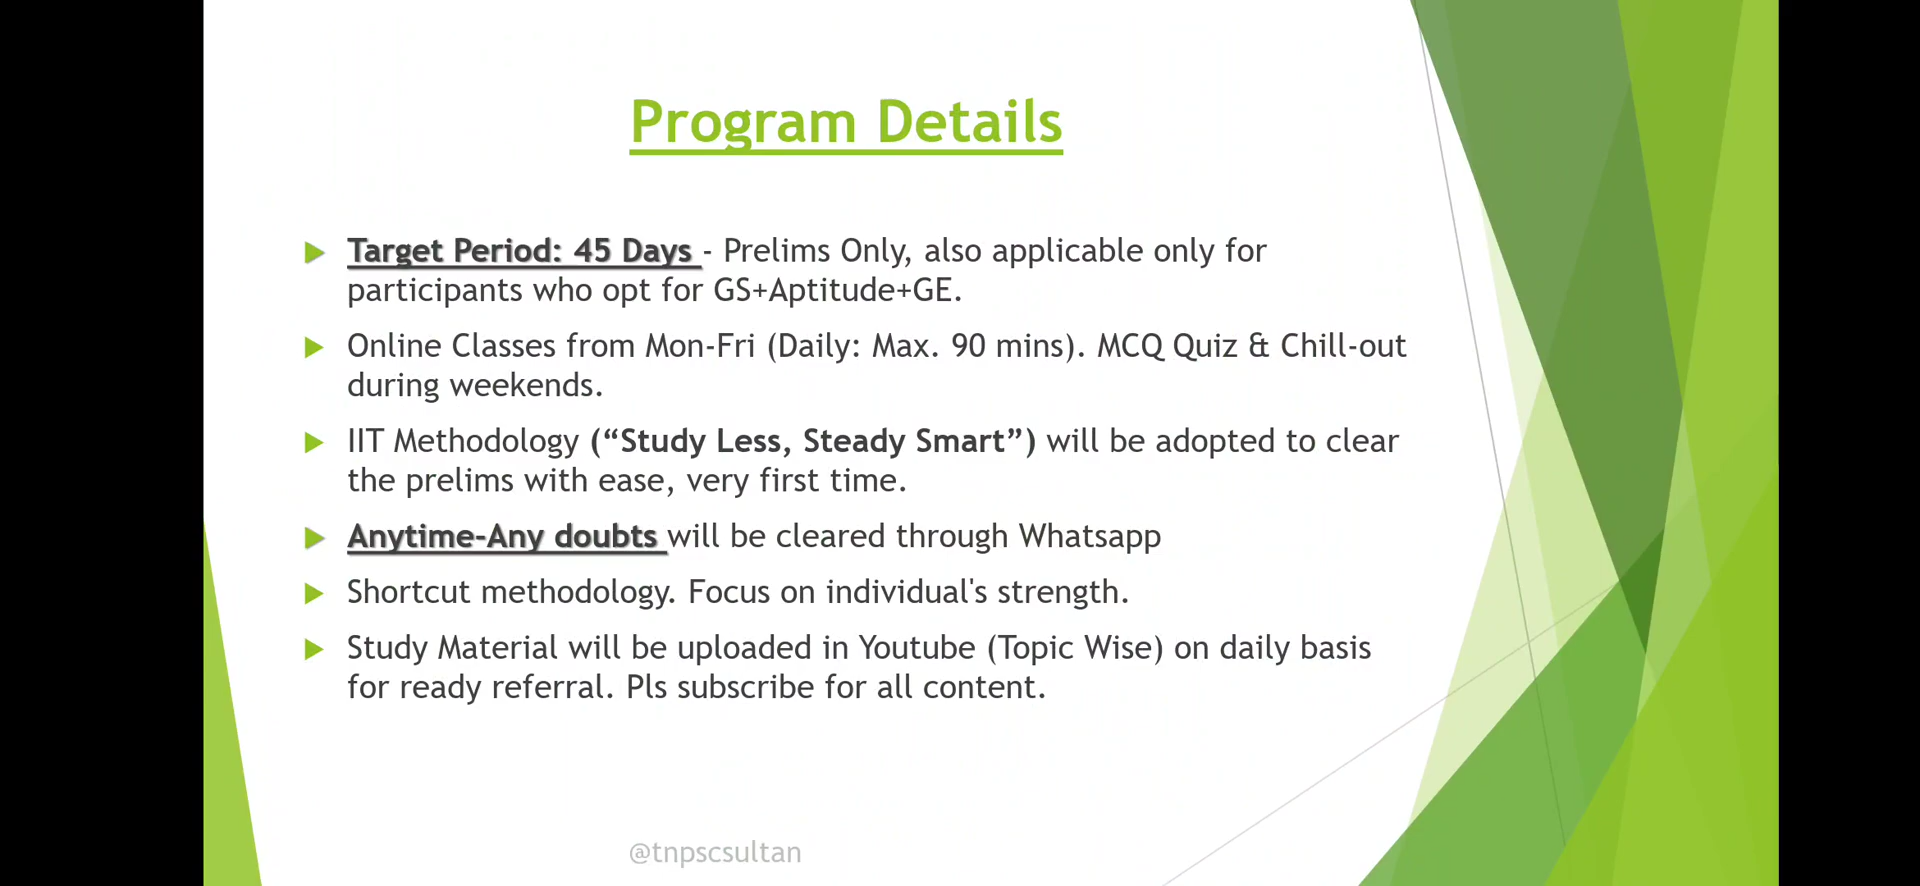 Program Details
Target Period: 45 Days - Prelims Only, also applicable only for
participants who opt for GS+Aptitude+GE.
Online Classes from Mon-Fri (Daily: Max. 90 mins). MCQ Quiz & Chill-out
during weekends.
IIT Methodology (“Study Less, Steady Smart”) will be adopted to clear
the prelims with ease, very first time.
Anytime-Any doubts will be cleared through Whatsapp
Shortcut methodology. Focus on individual's strength.
Study Material will be uploaded in Youtube (Topic Wise) on daily basis
for ready referral. Pls subscribe for all content.
@tnpscsultan